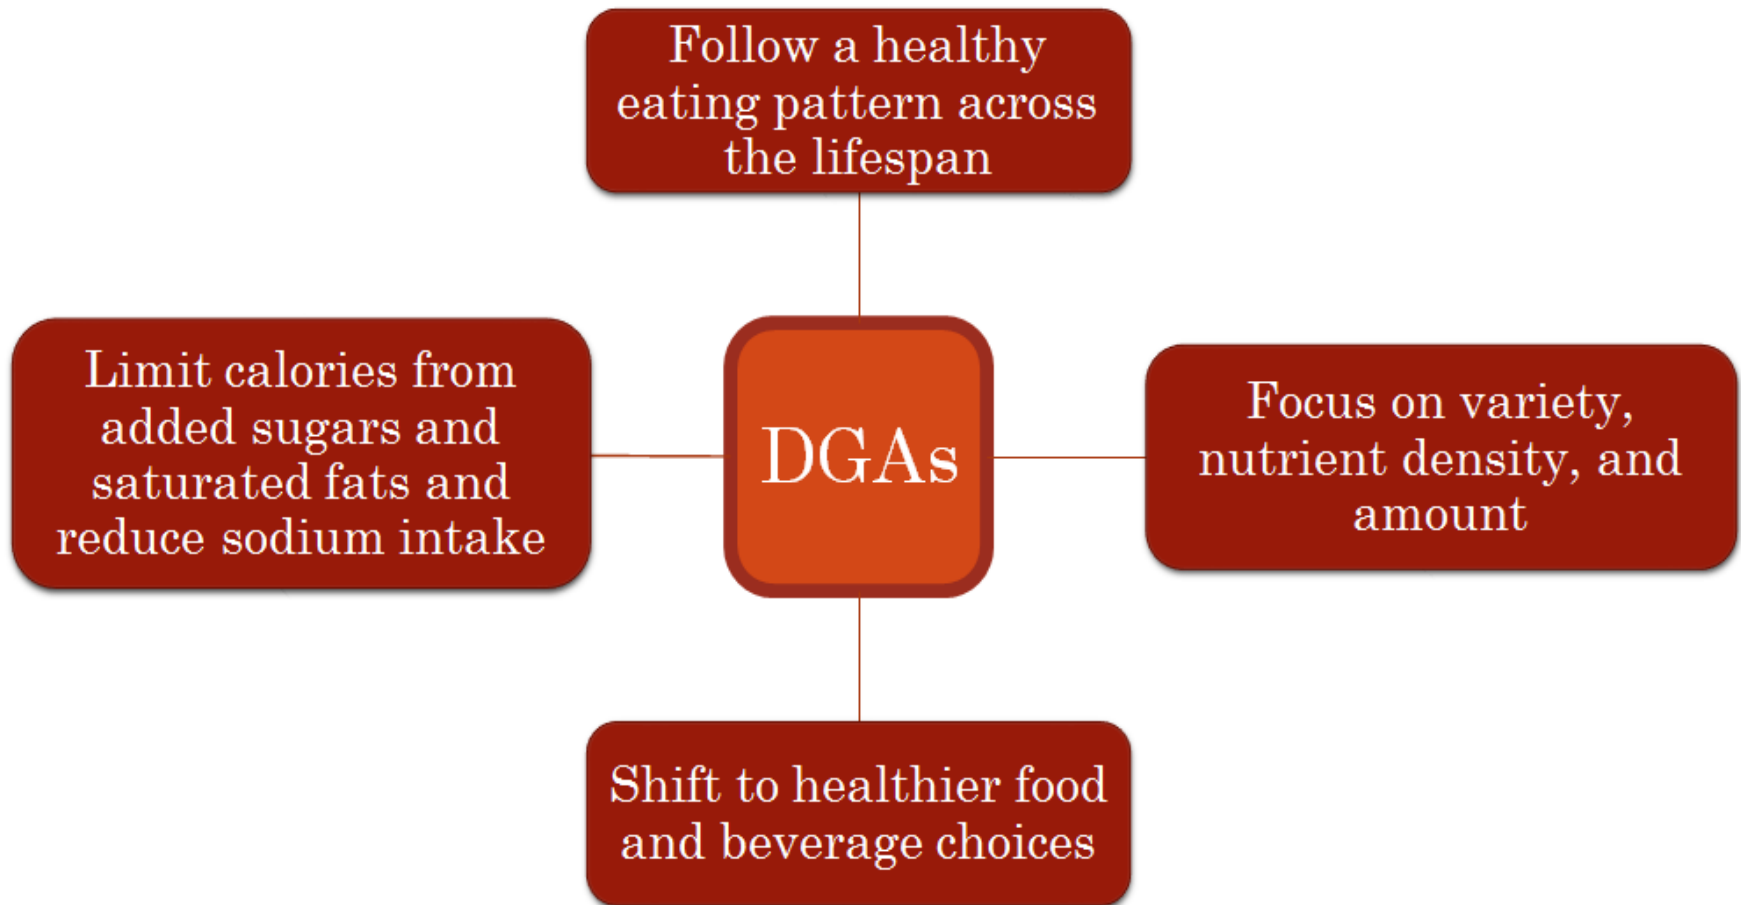 Follow a healthy
eating pattern across
the lifespan
Limit calories from
added sugars and
saturated fats and
reduce sodium intake
DGAs
Focus on variety,
nutrient density, and
amount
Shift to healthier food
and beverage choices